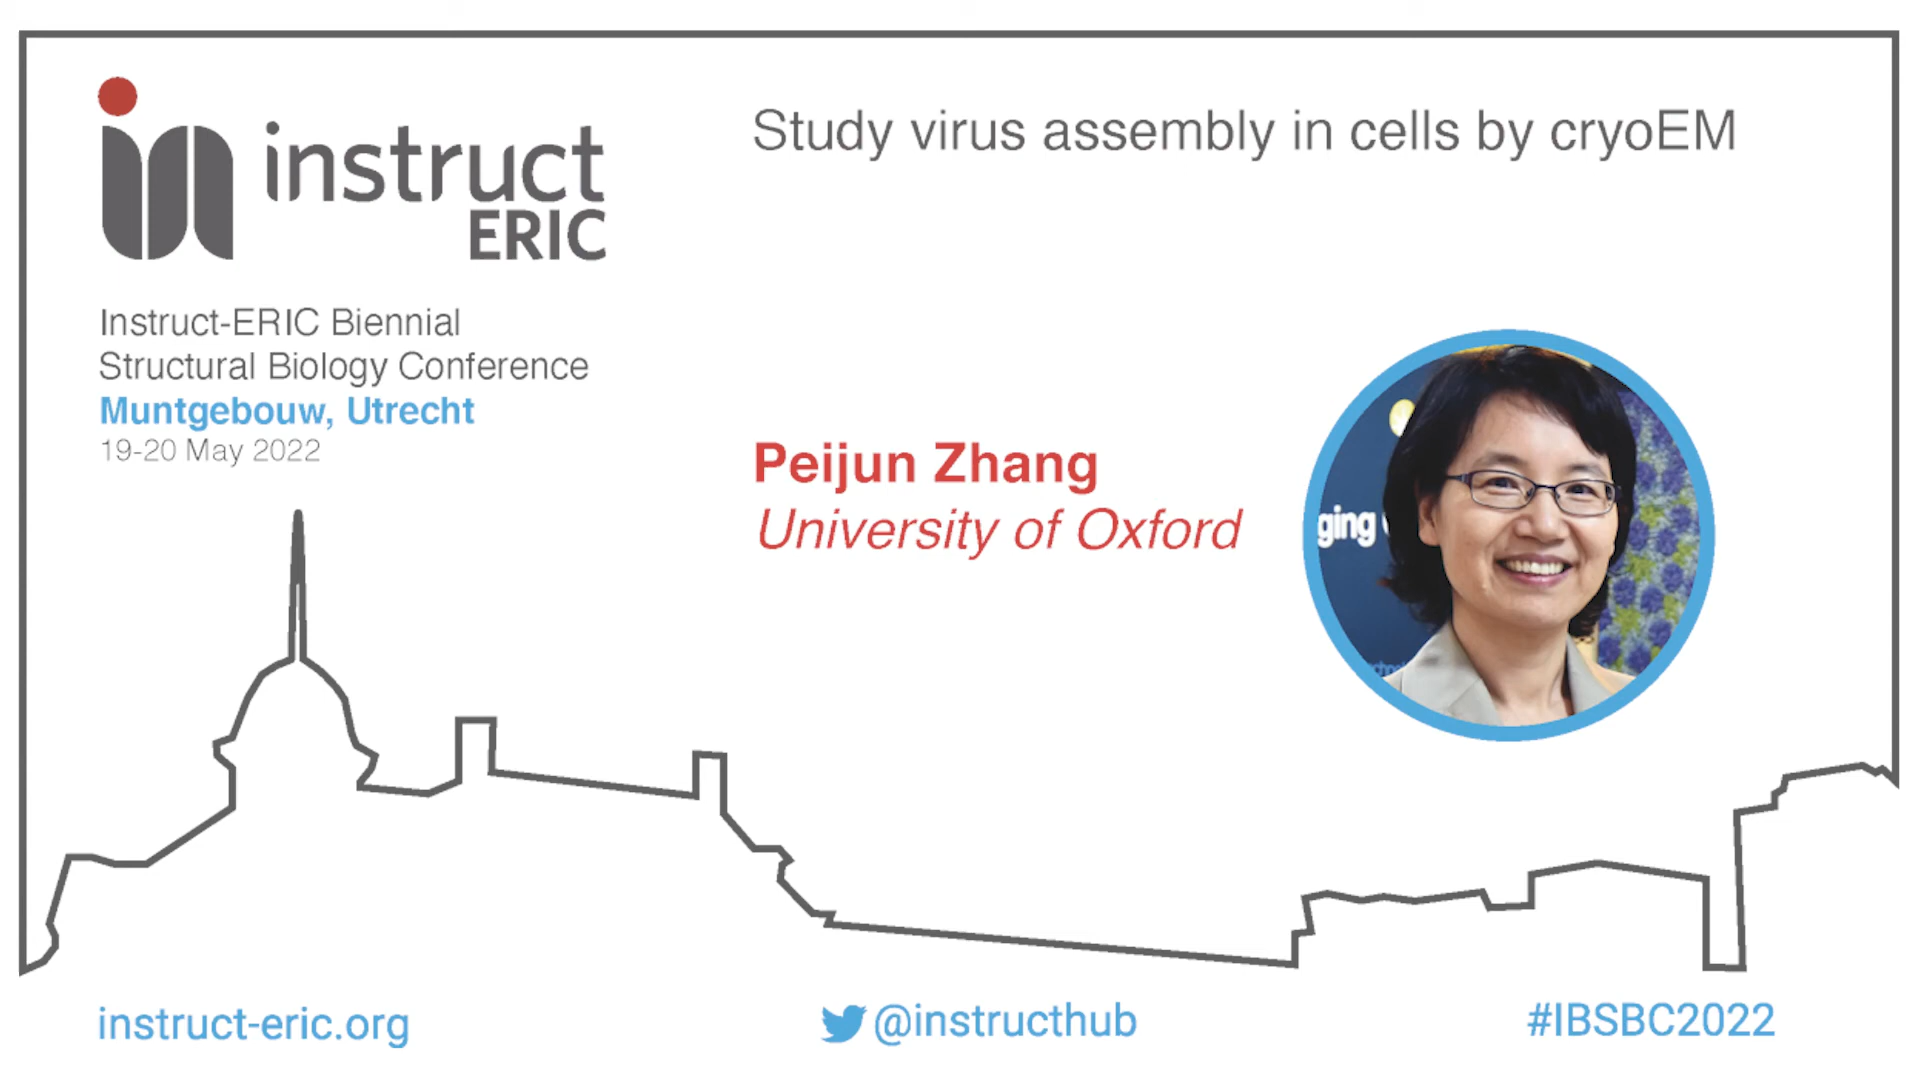 instruct
ERIC
Study virus assembly in cells by cryoEM
Instruct-ERIC Biennial
Structural Biology Conference
Muntgebouw, Utrecht
19-20 May 2022
Peijun Zhang
University of Oxford
ging
instruct-eric.org
@instructhub
#IBSBC2022